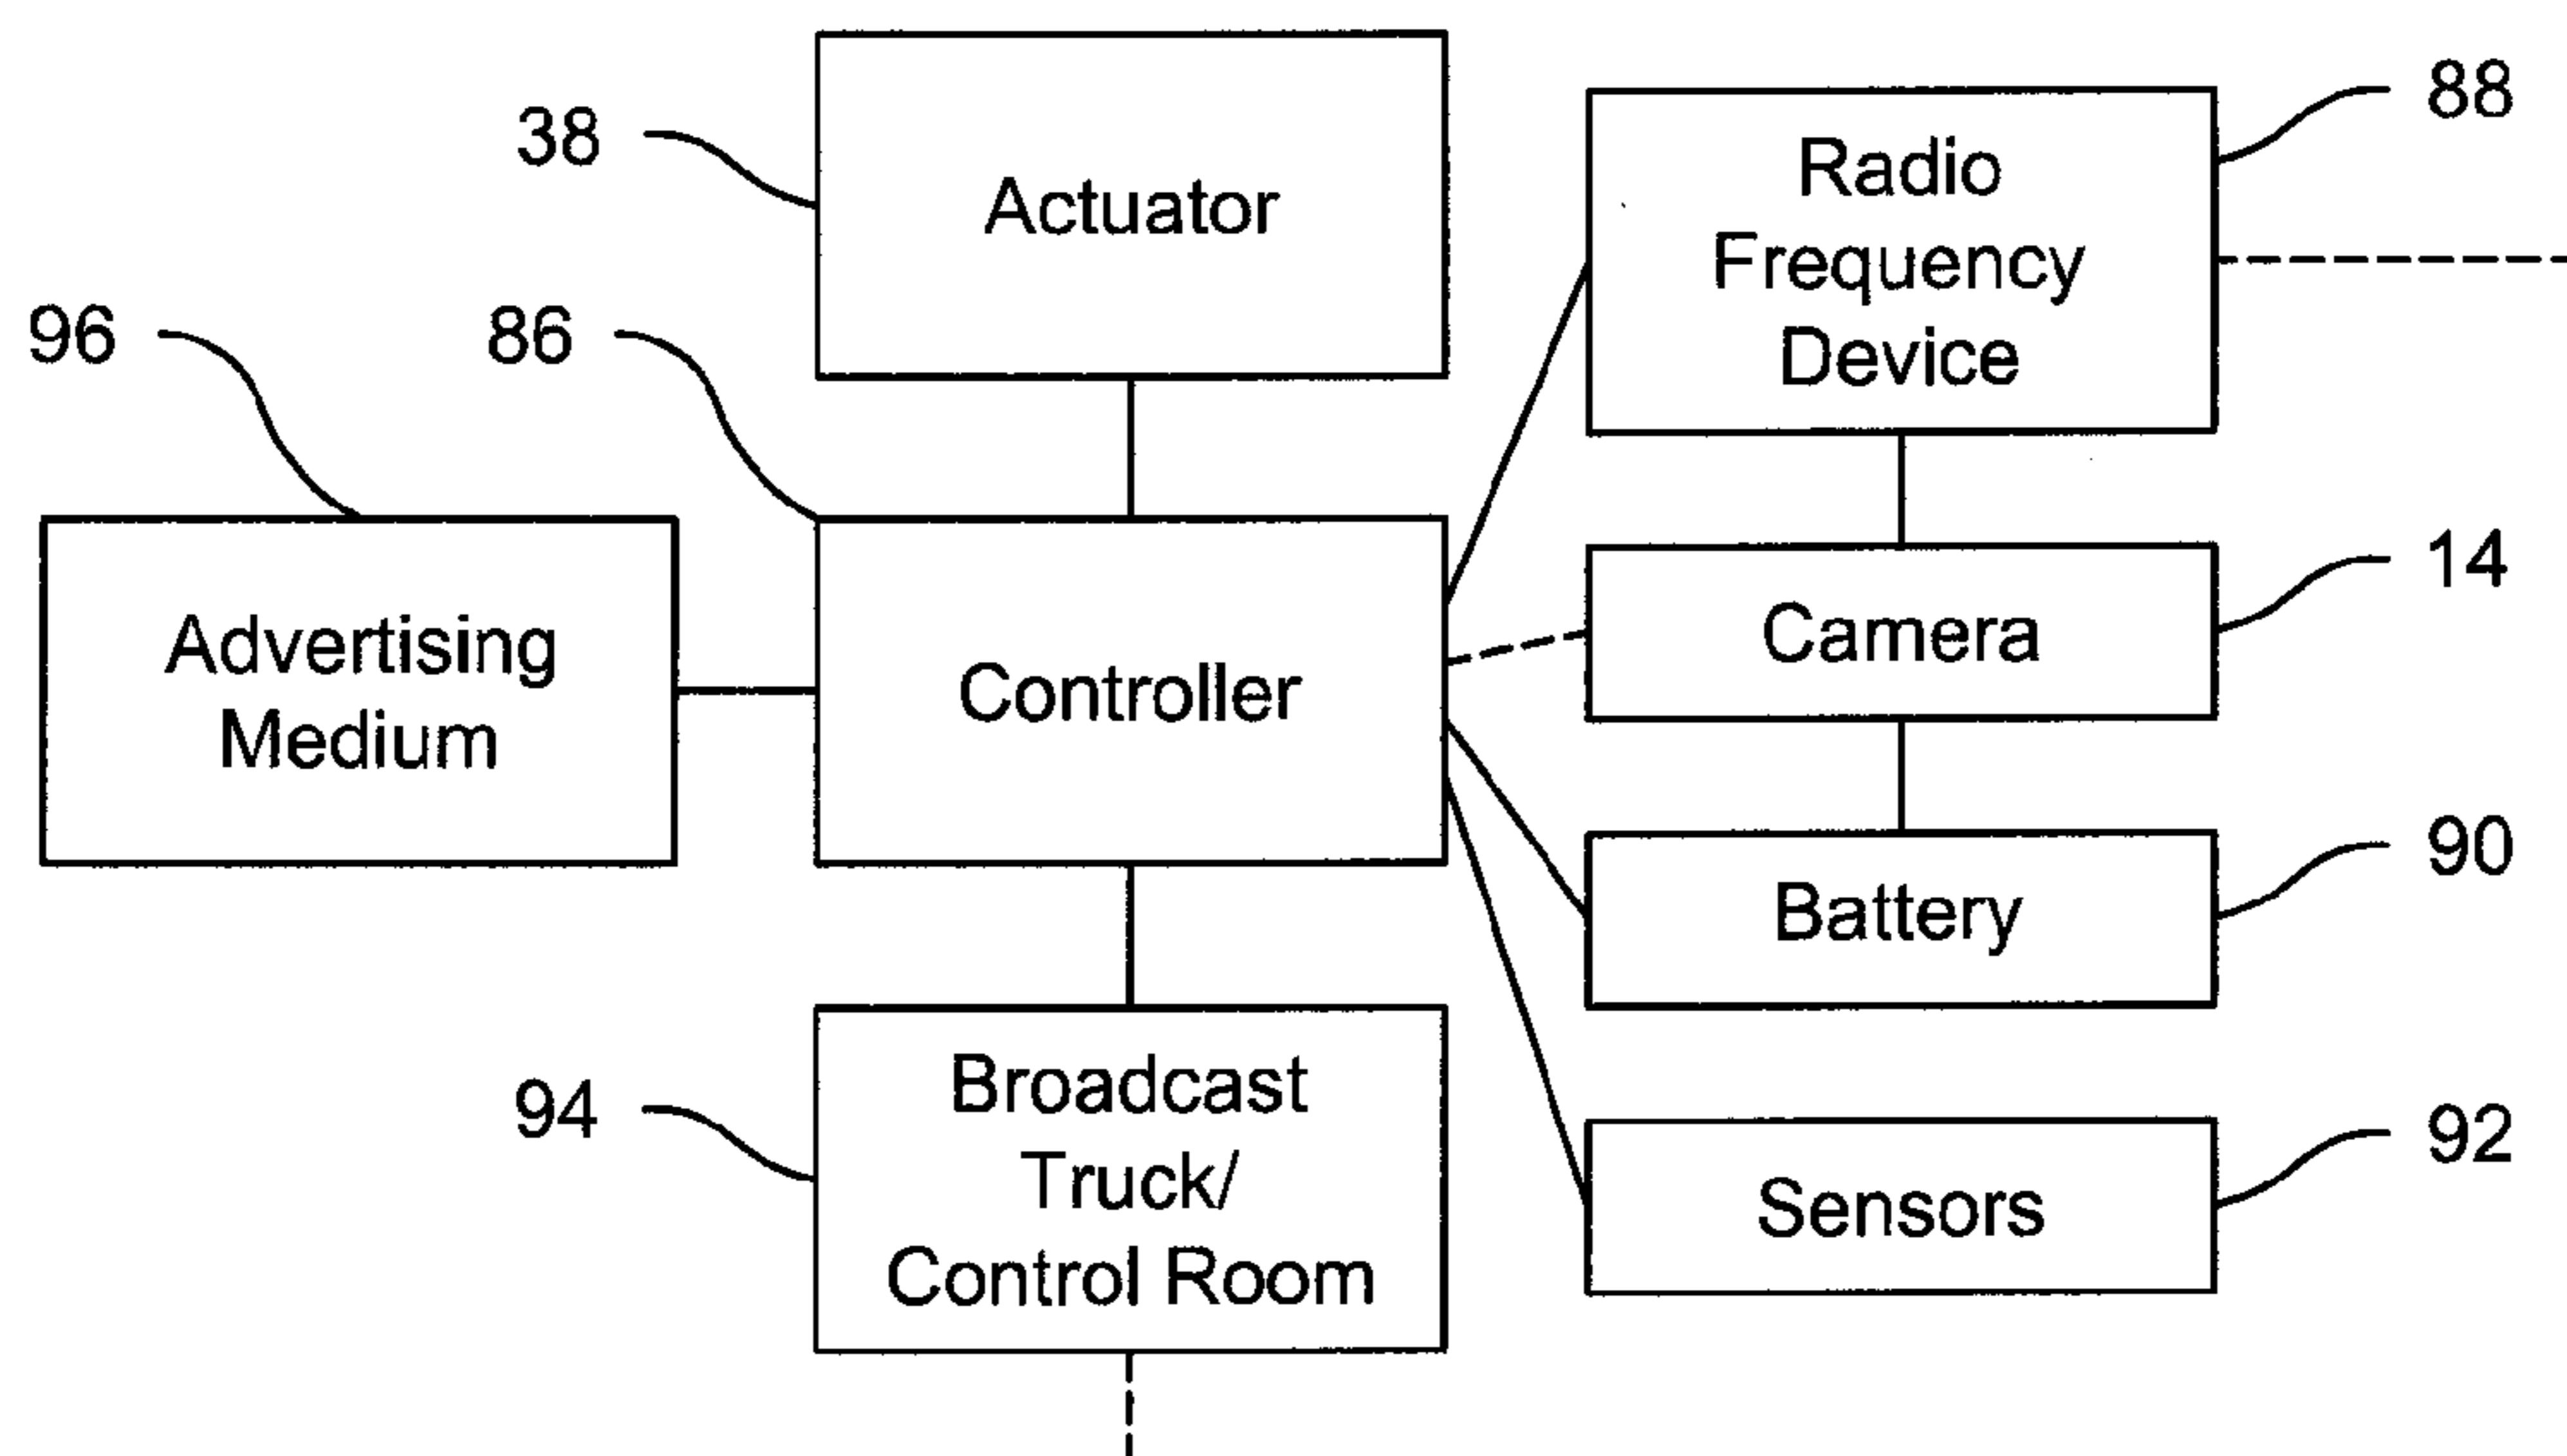 38
Actuator
88
Radio
Frequency
Device
96
86
Advertising
Medium
Controller
14
Camera
90
Battery
94
Broadcast
Truck/
Control Room
92
Sensors